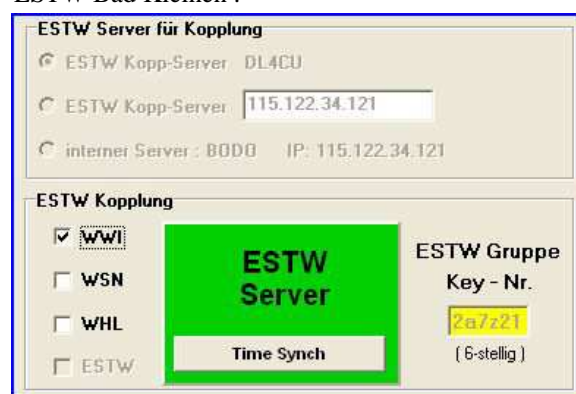 ESTW Server für Kopplung
ESTW Kopp-Server DL4CU
ESTW Kopp-Server 115.122.34.121
interner Server : BODO IP: 115.122.34.121
ESTW Kopplung
WWI
WSN
WHL
ESTW
ESTW
Server
Time Synch
ESTW Gruppe
Key - Nr.
2a7z21
( 6-stellig )